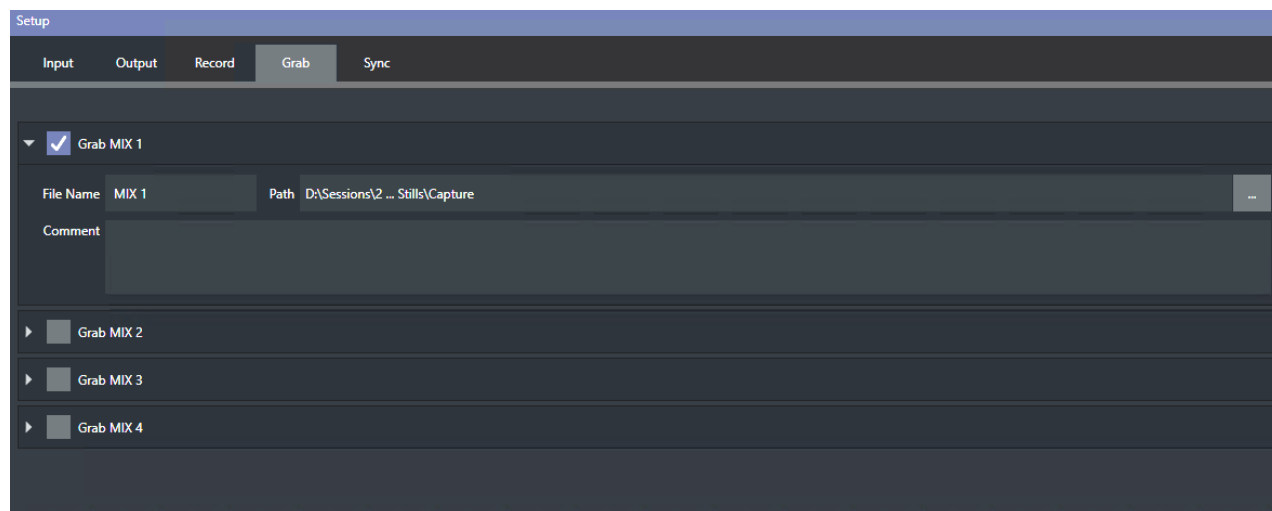 Setup
Input Output Record Grab Sync
Grab MIX 1
File Name MIX 1 Path D:\Sessions\2 ... Stills\Capture ...
Comment
Grab MIX 2
Grab MIX 3
Grab MIX 4